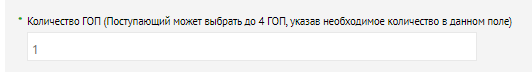 * Количество ГОП (Поступающий может выбрать до 4 ГОП, указав необходимое количество в данном поле)
1